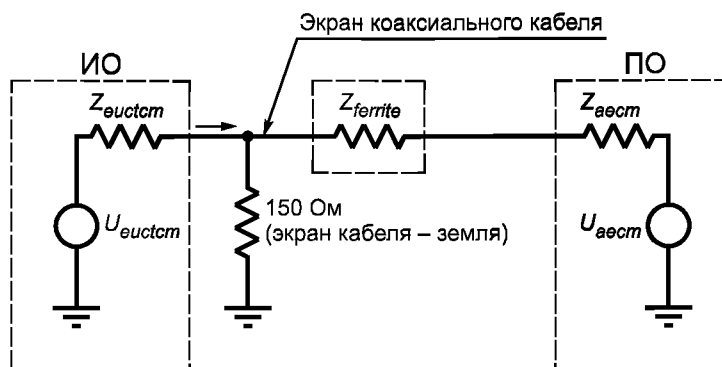 Экран коаксиального кабеля
ИО
ПО
Z_euctcm
Z_ferrite
Z_aecm
150 Ом
(экран кабеля – земля)
U_euctcm
U_aecm